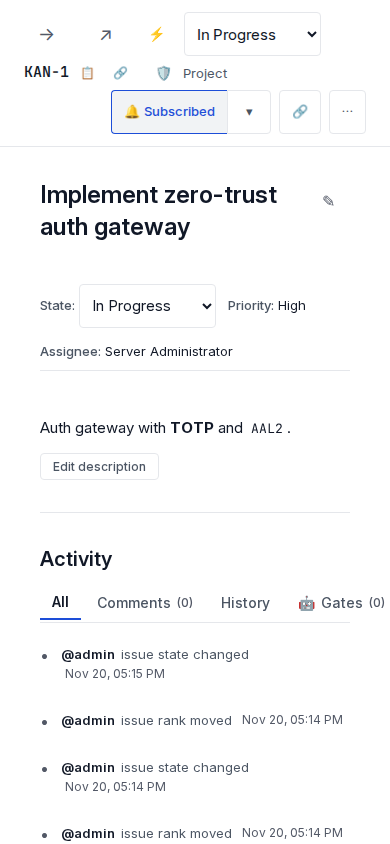 In Progress
KAN-1 Project
Subscribed
Implement zero-trust
auth gateway
State: In Progress Priority: High
Assignee: Server Administrator
Auth gateway with TOTP and AAL2.
Edit description
Activity
All Comments (0) History Gates (0)
@admin issue state changed
Nov 20, 05:15 PM
@admin issue rank moved Nov 20, 05:14 PM
@admin issue state changed
Nov 20, 05:14 PM
@admin issue rank moved Nov 20, 05:14 PM